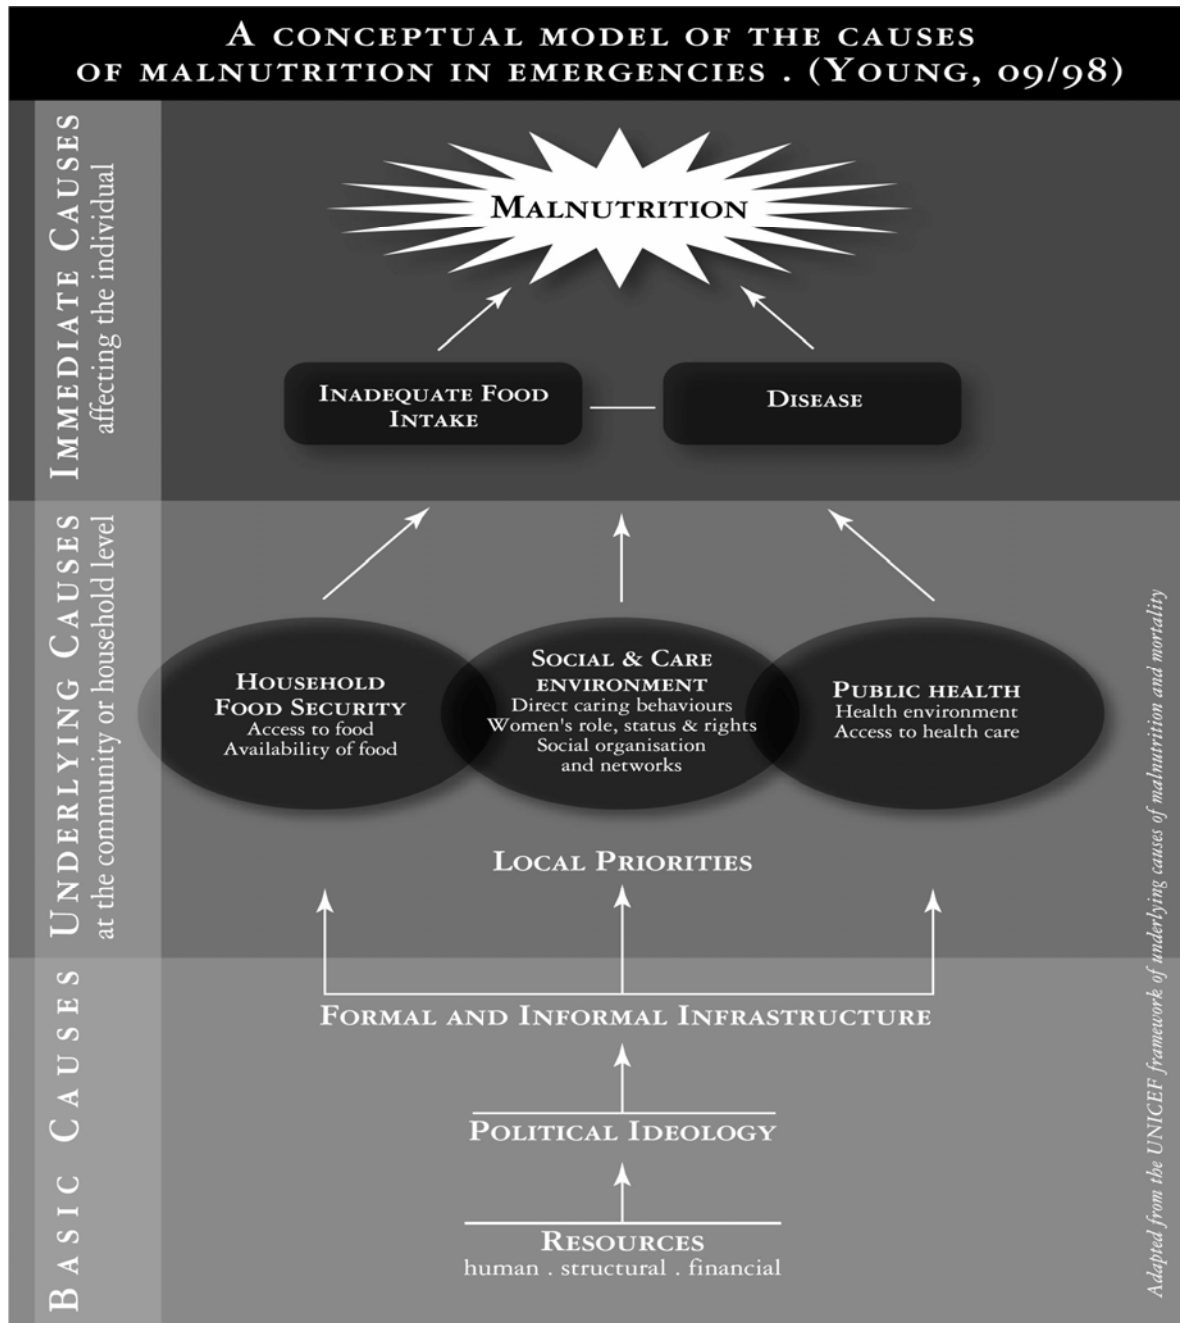 A CONCEPTUAL MODEL OF THE CAUSES
OF MALNUTRITION IN EMERGENCIES . (YOUNG, 09/98)
IMMEDIATE CAUSES
affecting the individual
MALNUTRITION
INADEQUATE FOOD
INTAKE
DISEASE
UNDERLYING CAUSES
at the community or household level
HOUSEHOLD
FOOD SECURITY
Access to food
Availability of food
SOCIAL & CARE
ENVIRONMENT
Direct caring behaviours
Women's role, status & rights
Social organisation
and networks
PUBLIC HEALTH
Health environment
Access to health care
LOCAL PRIORITIES
BASIC CAUSES
FORMAL AND INFORMAL INFRASTRUCTURE
POLITICAL IDEOLOGY
RESOURCES
human . structural . financial
Adapted from the UNICEF framework of underlying causes of malnutrition and mortality